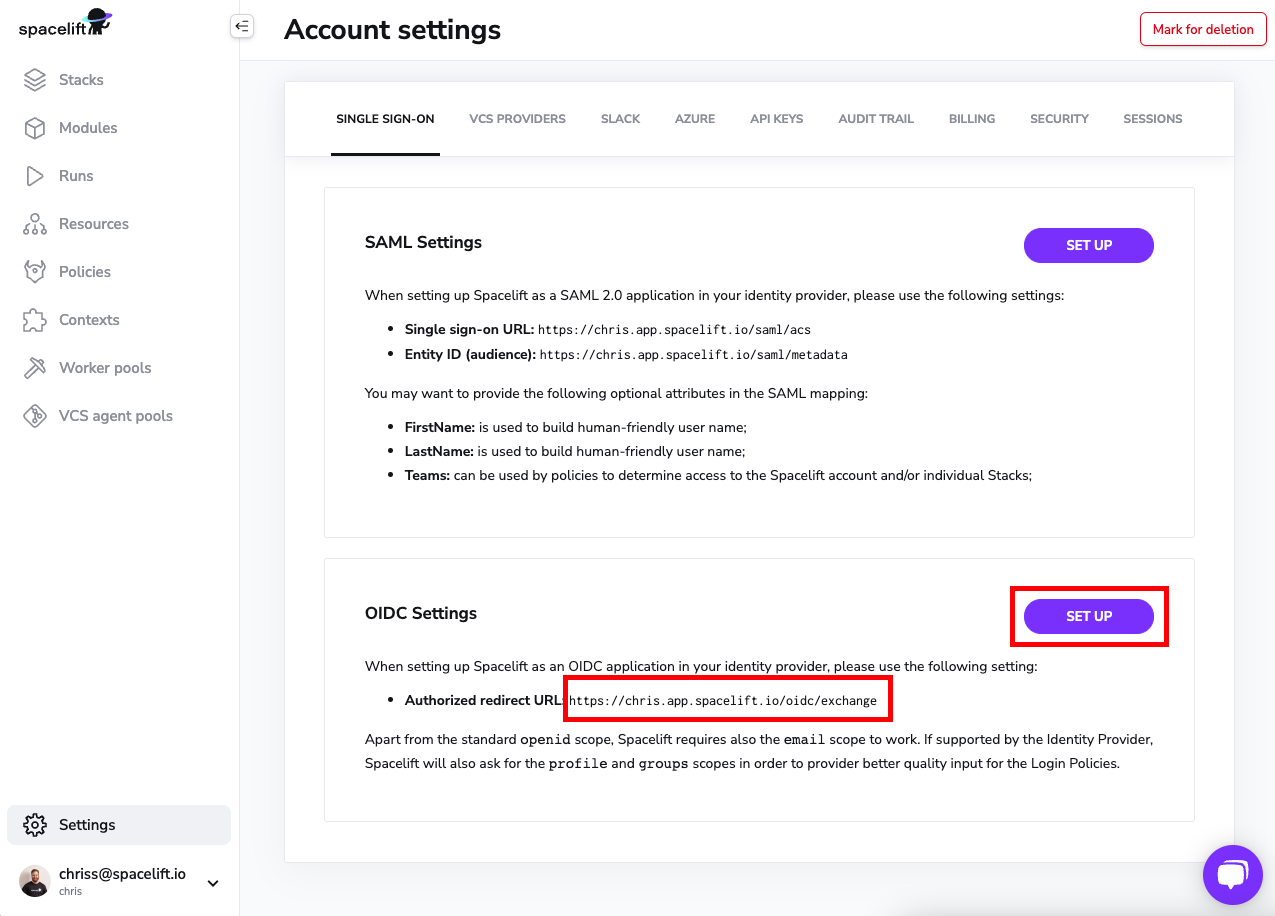 spacelift
Account settings
Mark for deletion
Stacks
Modules
Runs
Resources
Policies
Contexts
Worker pools
VCS agent pools
Settings
chriss@spacelift.io
chris
SINGLE SIGN-ON VCS PROVIDERS SLACK AZURE API KEYS AUDIT TRAIL BILLING SECURITY SESSIONS
SAML Settings
SET UP
When setting up Spacelift as a SAML 2.0 application in your identity provider, please use the following settings:
• Single sign-on URL: https://chris.app.spacelift.io/saml/acs
• Entity ID (audience): https://chris.app.spacelift.io/saml/metadata
You may want to provide the following optional attributes in the SAML mapping:
• FirstName: is used to build human-friendly user name;
• LastName: is used to build human-friendly user name;
• Teams: can be used by policies to determine access to the Spacelift account and/or individual Stacks;
OIDC Settings
SET UP
When setting up Spacelift as an OIDC application in your identity provider, please use the following setting:
• Authorized redirect URL: https://chris.app.spacelift.io/oidc/exchange
Apart from the standard openid scope, Spacelift requires also the email scope to work. If supported by the Identity Provider,
Spacelift will also ask for the profile and groups scopes in order to provider better quality input for the Login Policies.